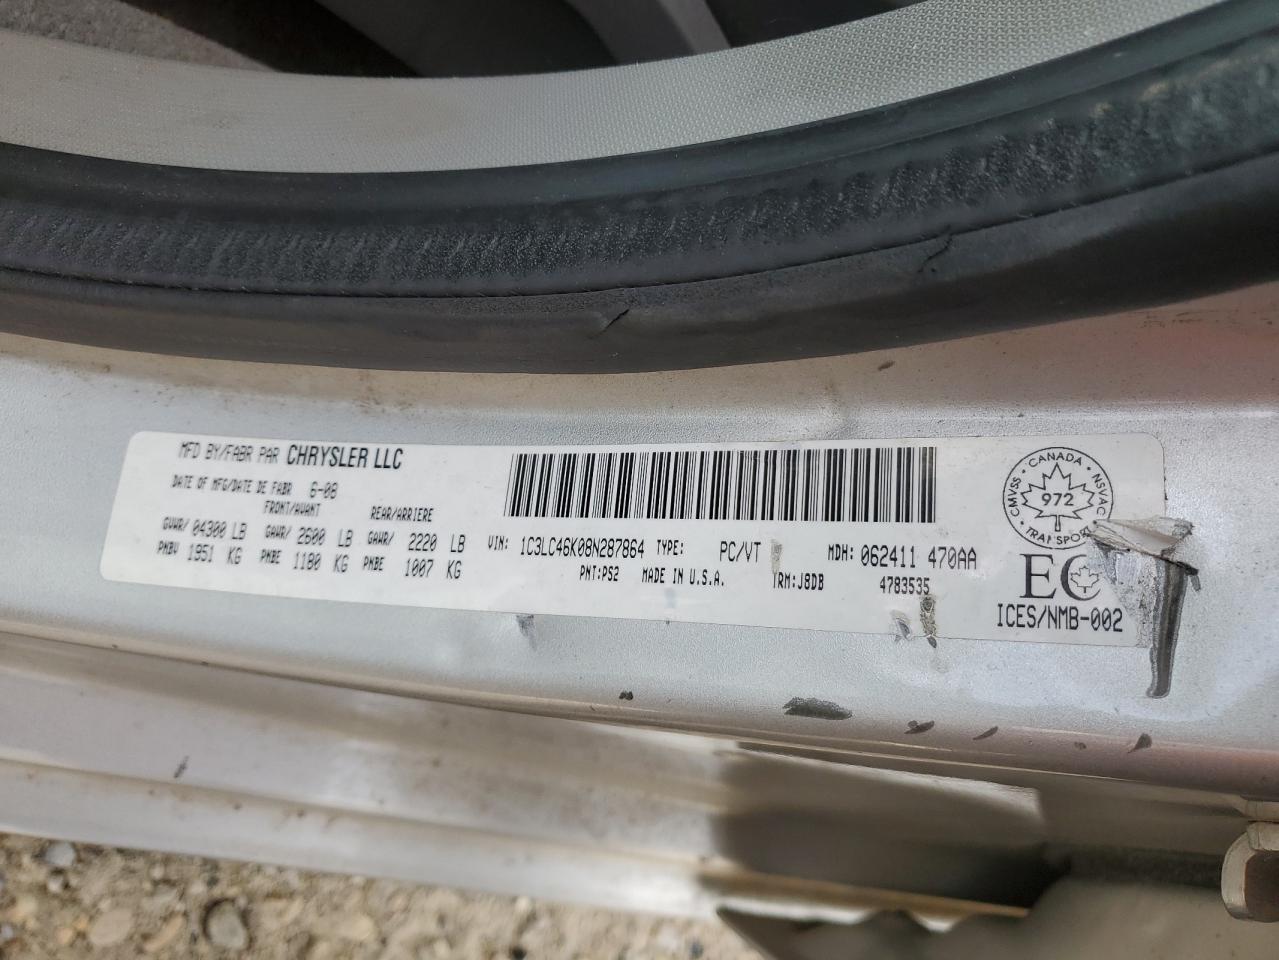 MFD BY/FABR PAR CHRYSLER LLC
DATE OF MFG/DATE DE FABR 6-08
FRONT/AVANT REAR/ARRIERE
GVWR/ 04300 LB GAWR/ 2600 LB GAWR/ 2220 LB
PNBV 1951 KG PNBE 1180 KG PNBE 1007 KG
VIN: 1C3LC46K08N287864 TYPE: PC/VT MDH: 062411 470AA
PNT:PS2 MADE IN U.S.A. TRM:J8DB 4783535
CANADA
CMVSS · NSVAC
972
TRANSPORT
EC
ICES/NMB-002